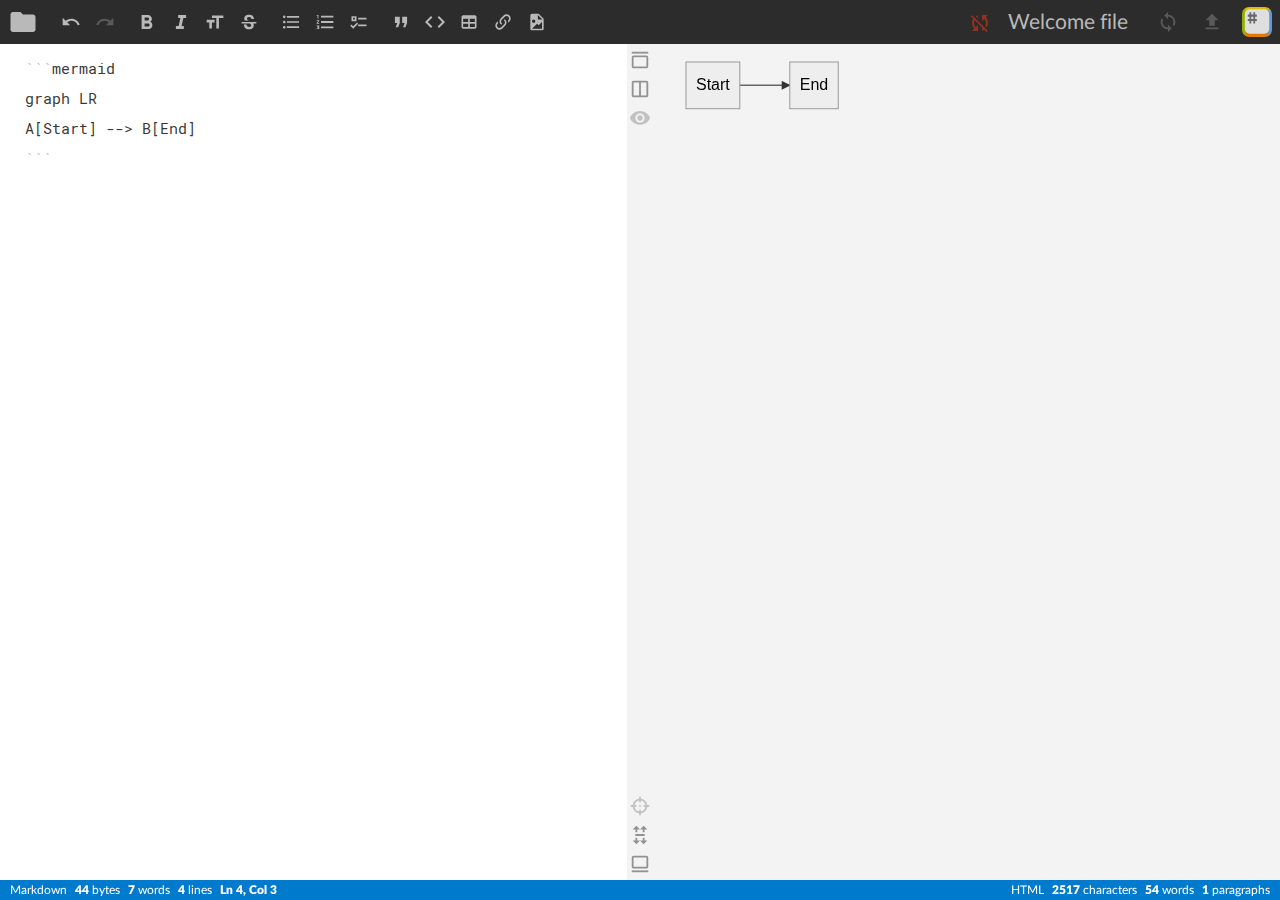 Welcome file
```mermaid
graph LR
A[Start] --> B[End]
```
Start
End
Markdown 44 bytes 7 words 4 lines Ln 4, Col 3
HTML 2517 characters 54 words 1 paragraphs